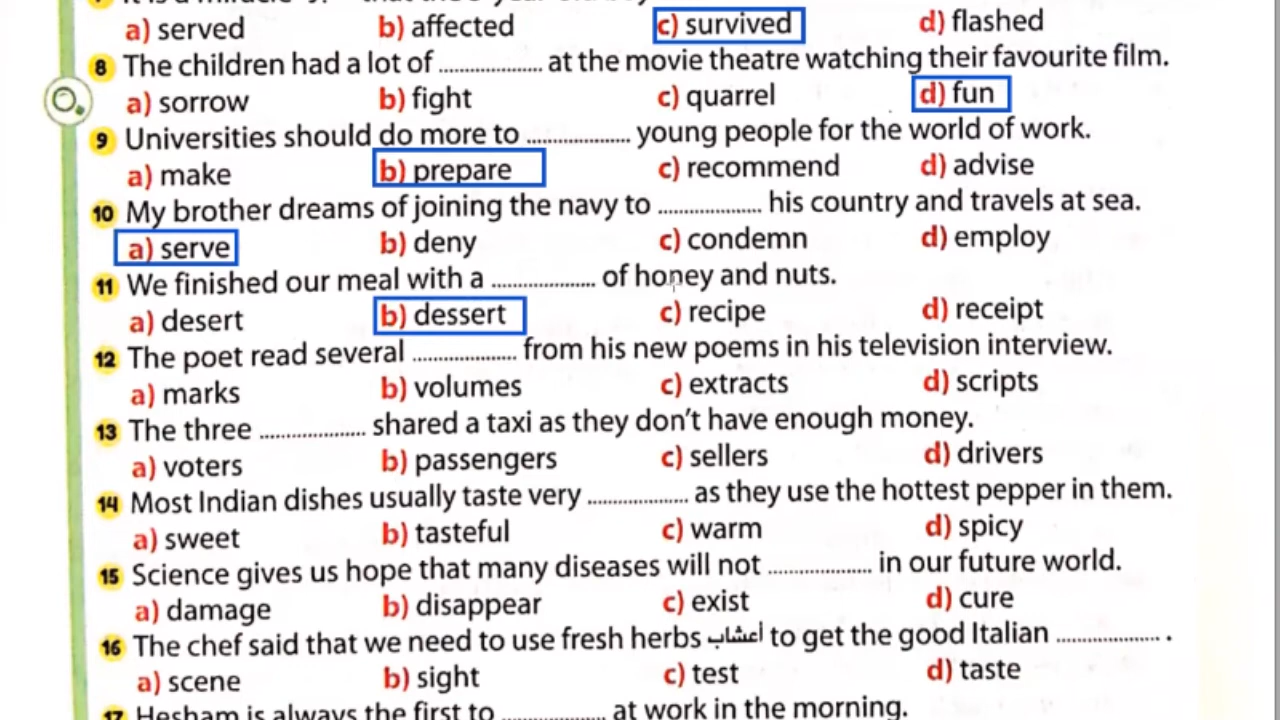 a) served b) affected c) survived d) flashed
8 The children had a lot of .................... at the movie theatre watching their favourite film.
a) sorrow b) fight c) quarrel d) fun
9 Universities should do more to .................... young people for the world of work.
a) make b) prepare c) recommend d) advise
10 My brother dreams of joining the navy to .................... his country and travels at sea.
a) serve b) deny c) condemn d) employ
11 We finished our meal with a .................... of honey and nuts.
a) desert b) dessert c) recipe d) receipt
12 The poet read several .................... from his new poems in his television interview.
a) marks b) volumes c) extracts d) scripts
13 The three .................... shared a taxi as they don't have enough money.
a) voters b) passengers c) sellers d) drivers
14 Most Indian dishes usually taste very .................... as they use the hottest pepper in them.
a) sweet b) tasteful c) warm d) spicy
15 Science gives us hope that many diseases will not .................... in our future world.
a) damage b) disappear c) exist d) cure
16 The chef said that we need to use fresh herbs أعشاب to get the good Italian .................... .
a) scene b) sight c) test d) taste
17 Hesham is always the first to .................... at work in the morning.